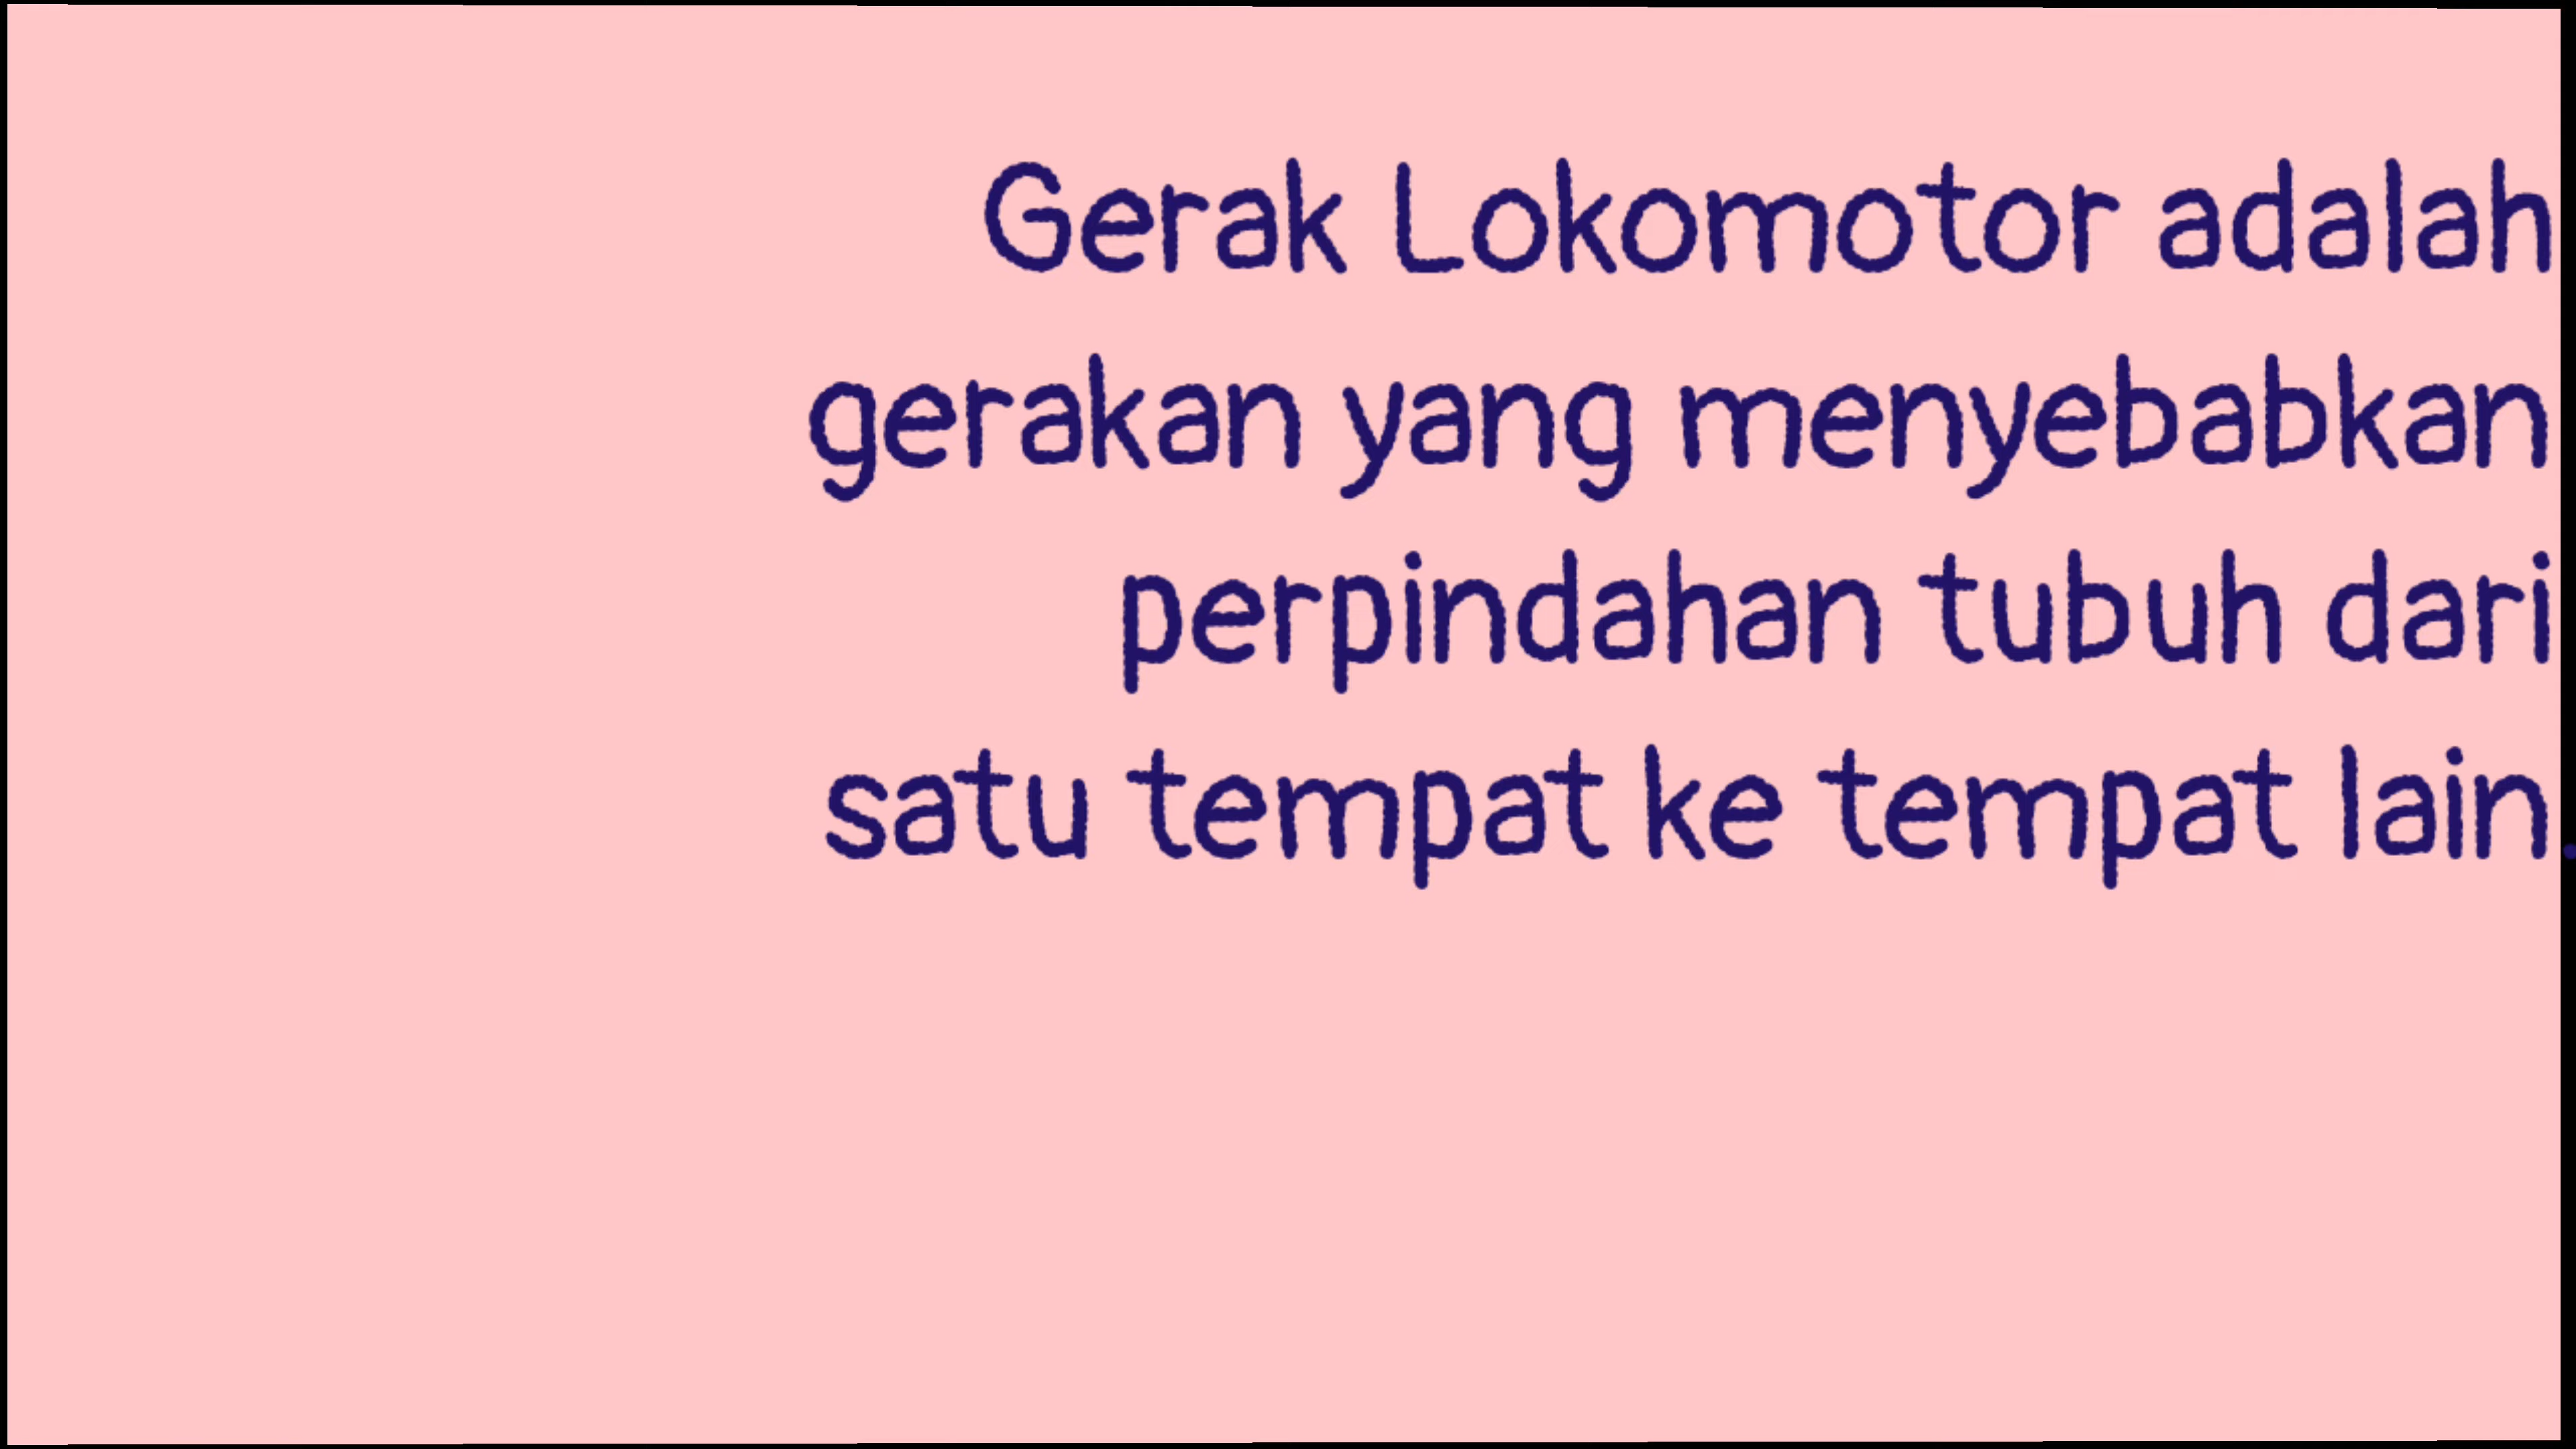 Gerak Lokomotor adalah
gerakan yang menyebabkan
perpindahan tubuh dari
satu tempat ke tempat lain.